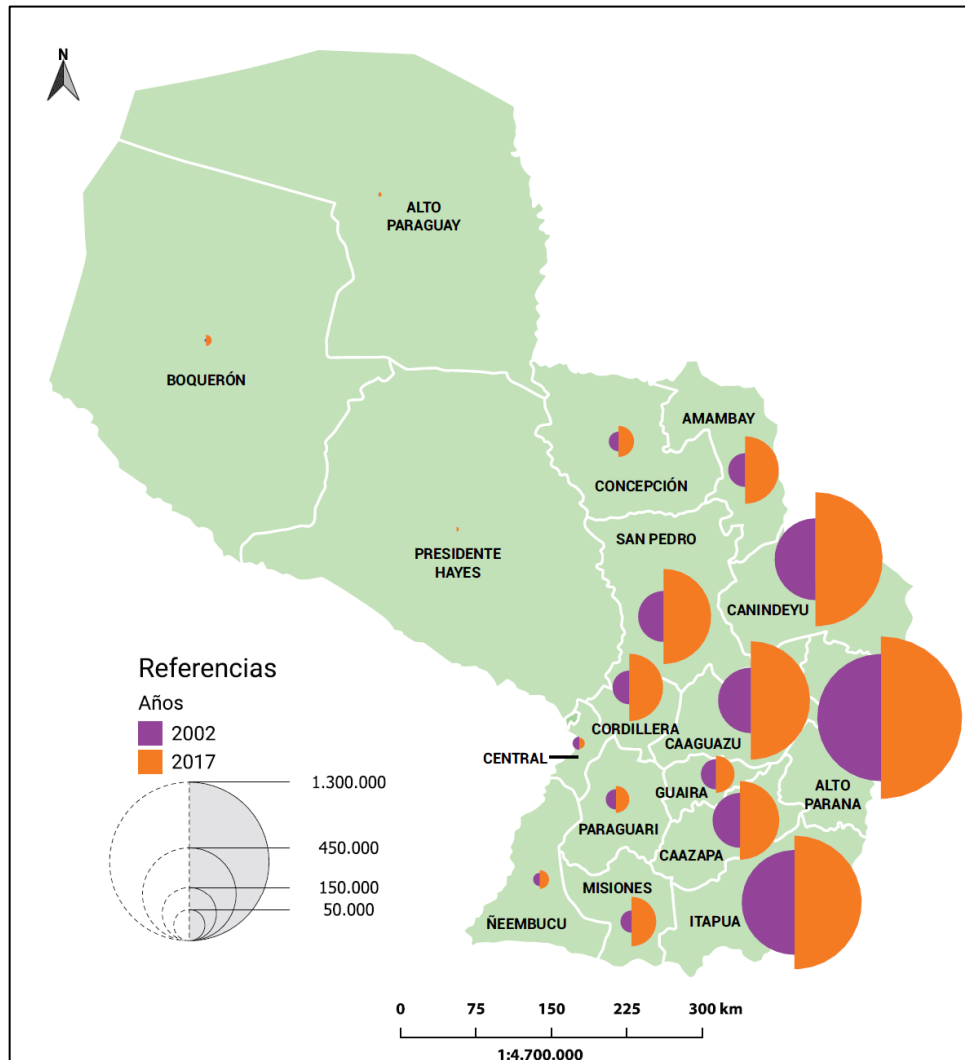 N
ALTO
PARAGUAY
BOQUERÓN
AMAMBAY
CONCEPCIÓN
SAN PEDRO
PRESIDENTE
HAYES
CANINDEYU
Referencias
Años
2002
2017
1.300.000
450.000
150.000
50.000
CORDILLERA
CAAGUAZU
CENTRAL
GUAIRA
ALTO
PARANA
PARAGUARI
CAAZAPA
MISIONES
ÑEEMBUCU
ITAPUA
0 75 150 225 300 km
1:4.700.000